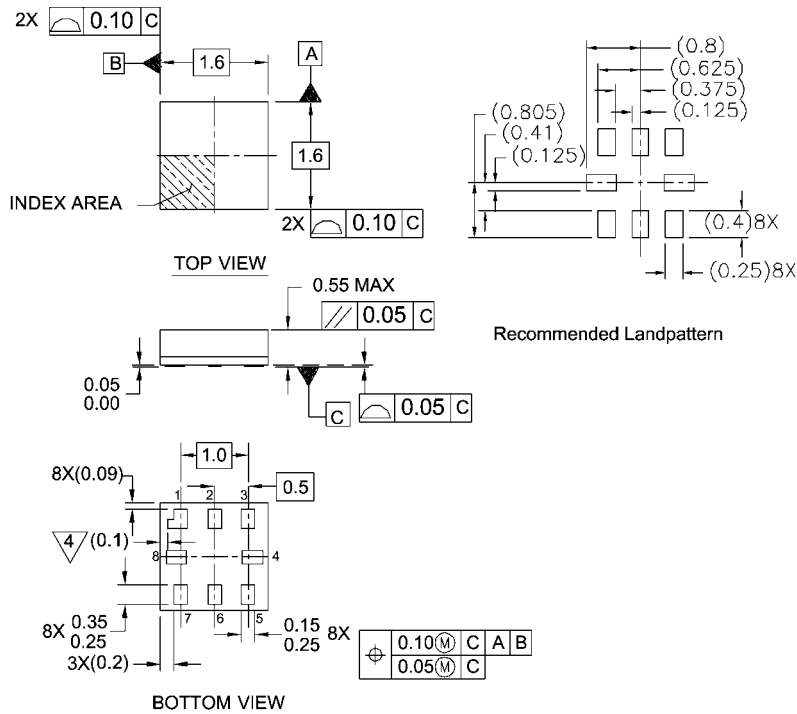 2X 0.10 C
B 1.6 A
1.6
INDEX AREA
2X 0.10 C
TOP VIEW
(0.8)
(0.625)
(0.375)
(0.125)
(0.805)
(0.41)
(0.125)
(0.4)8X
(0.25)8X
Recommended Landpattern
0.55 MAX
// 0.05 C
0.05
0.00
C
0.05 C
1.0
8X(0.09)
1 2 3
0.5
4 (0.1)
8 4
8X 0.35
0.25
7 6 5
0.15 8X
0.25
3X(0.2)
0.10 Ⓜ C A B
0.05 Ⓜ C
BOTTOM VIEW